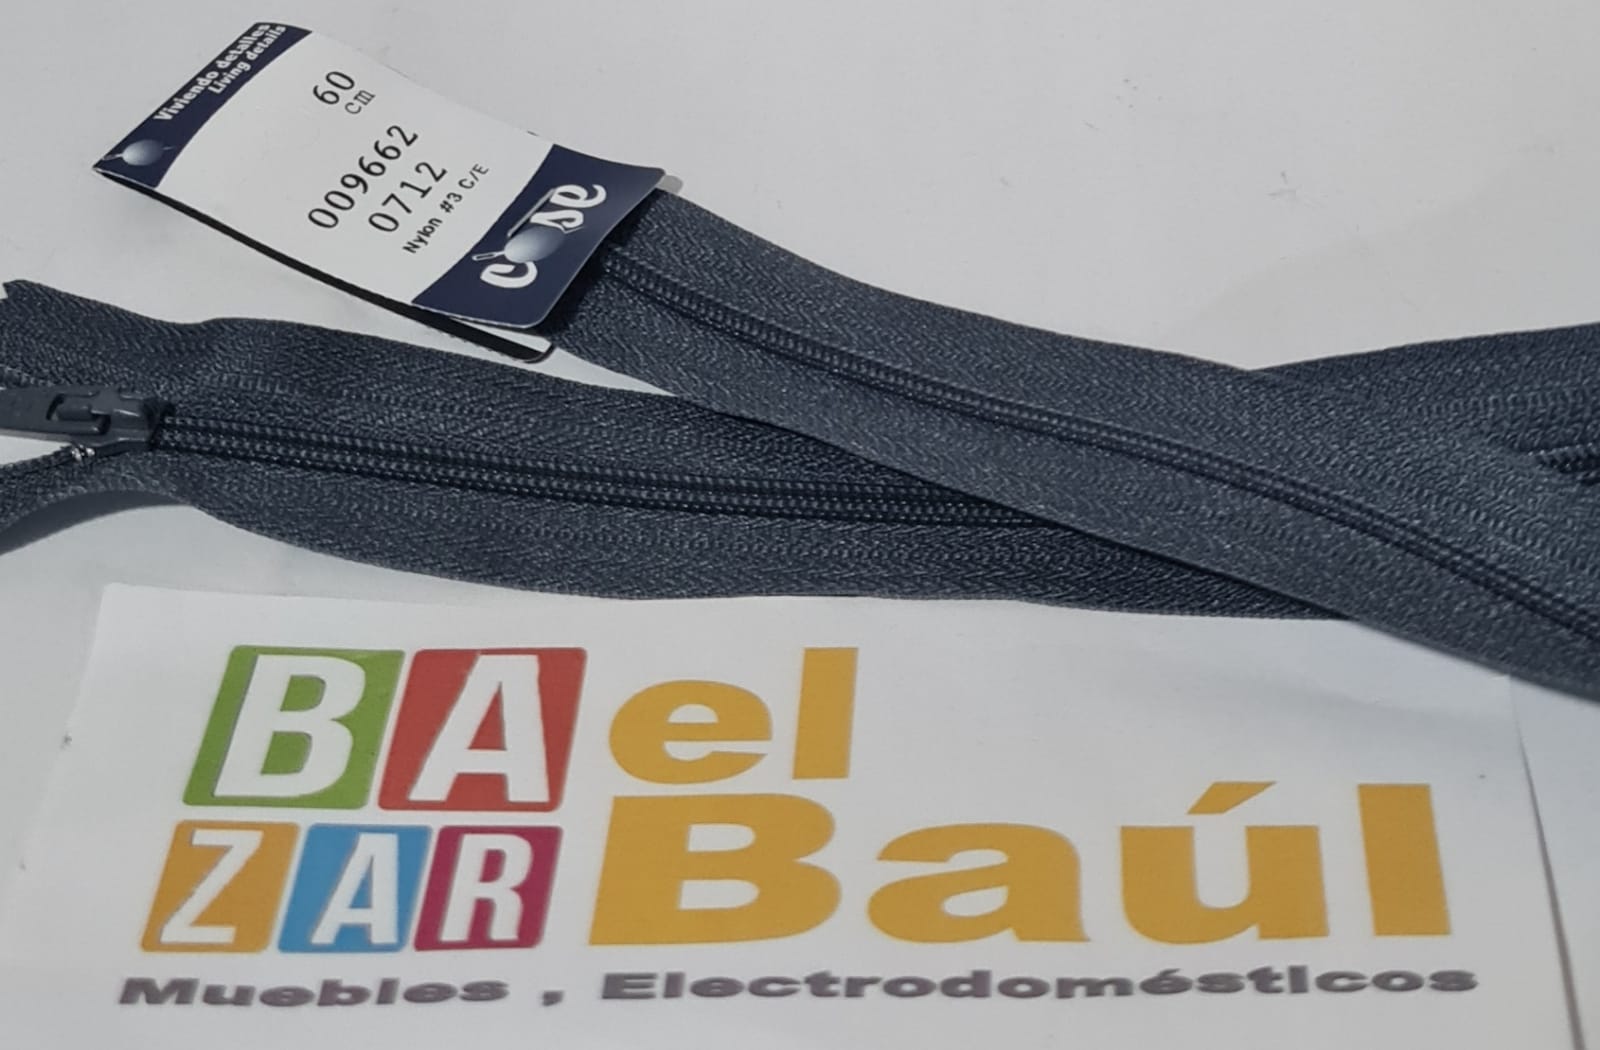 Viviendo detalles
Living details
60
cm
009662
0712
Nylon #3 C/E
cose
BA
ZAR
el
Baúl
Muebles , Electrodomésticos